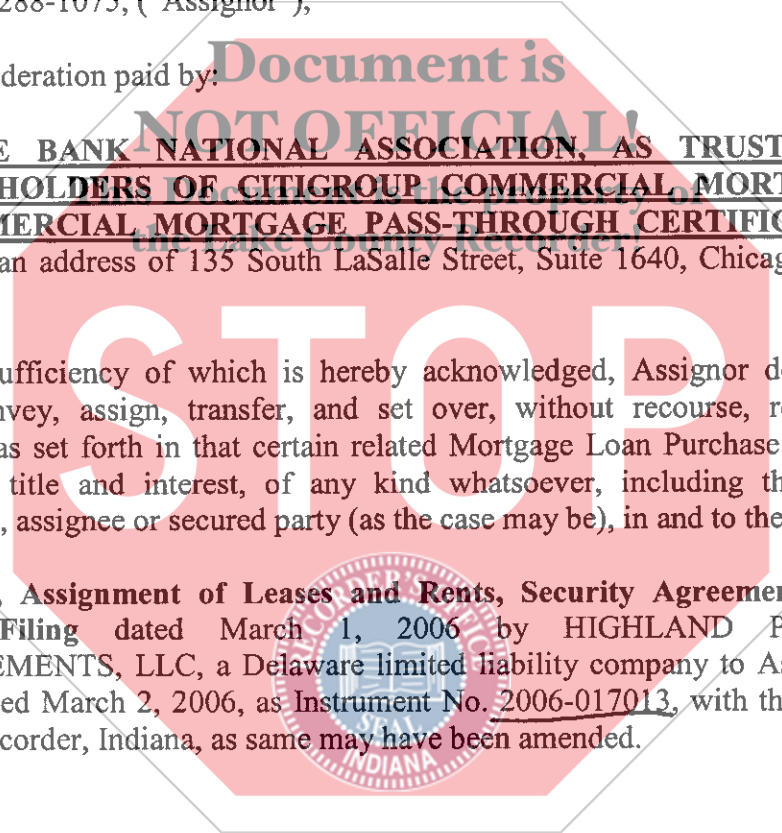 288-1075, ("Assignor"),
deration paid by:
Document is
NOT OFFICIAL!
E BANK NATIONAL ASSOCIATION, AS TRUST
HOLDERS OF CITIGROUP COMMERCIAL MORT
s Document is the property of
MERCIAL MORTGAGE PASS-THROUGH CERTIFIC
the Lake County Recorder!
an address of 135 South LaSalle Street, Suite 1640, Chicag
STOP
ufficiency of which is hereby acknowledged, Assignor d
nvey, assign, transfer, and set over, without recourse, r
as set forth in that certain related Mortgage Loan Purchase
title and interest, of any kind whatsoever, including th
, assignee or secured party (as the case may be), in and to the
, Assignment of Leases and Rents, Security Agreemen
Filing dated March 1, 2006 by HIGHLAND
EMENTS, LLC, a Delaware limited liability company to As
ed March 2, 2006, as Instrument No. 2006-017013, with th
corder, Indiana, as same may have been amended.
RECORDER'S OFFICE
SEAL
INDIANA